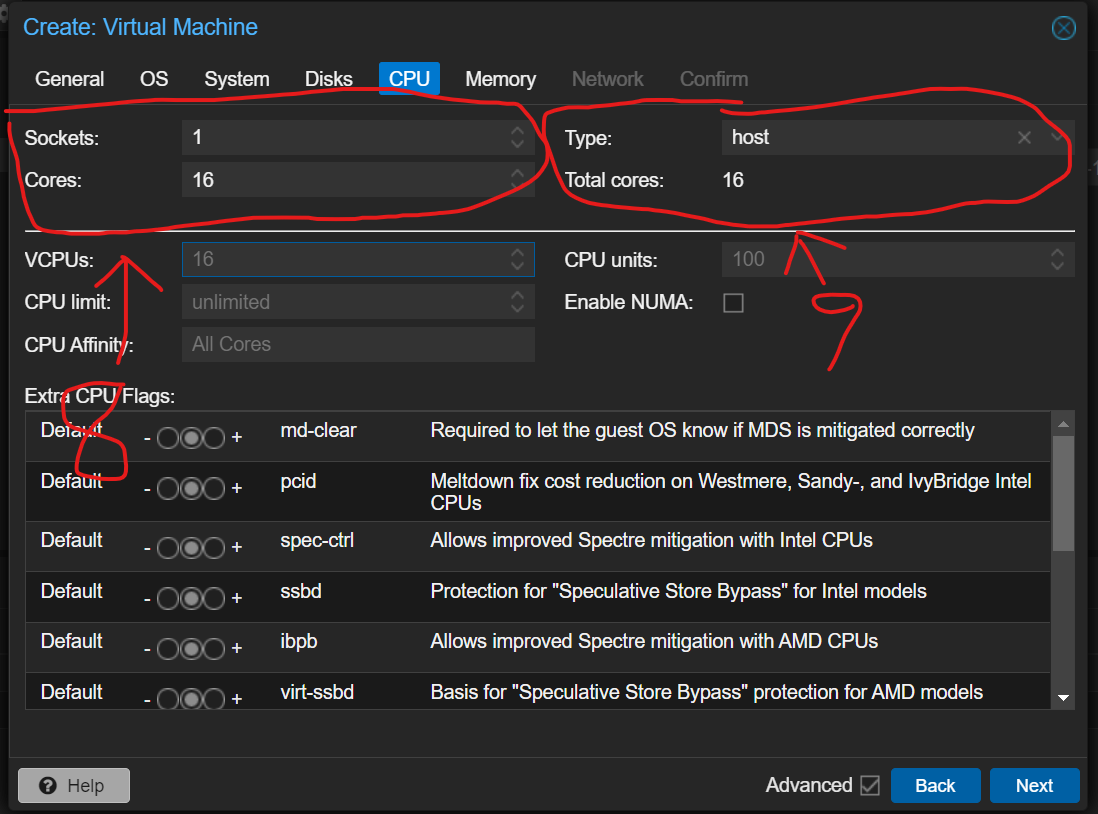 Create: Virtual Machine
General OS System Disks CPU Memory Network Confirm
Sockets: 1 Type: host
Cores: 16 Total cores: 16
VCPUs: 16 CPU units: 100
CPU limit: unlimited Enable NUMA:
CPU Affinity: All Cores
9
8
Extra CPU Flags:
Default - + md-clear Required to let the guest OS know if MDS is mitigated correctly
Default - + pcid Meltdown fix cost reduction on Westmere, Sandy-, and IvyBridge Intel
CPUs
Default - + spec-ctrl Allows improved Spectre mitigation with Intel CPUs
Default - + ssbd Protection for "Speculative Store Bypass" for Intel models
Default - + ibpb Allows improved Spectre mitigation with AMD CPUs
Default - + virt-ssbd Basis for "Speculative Store Bypass" protection for AMD models
Help Advanced Back Next